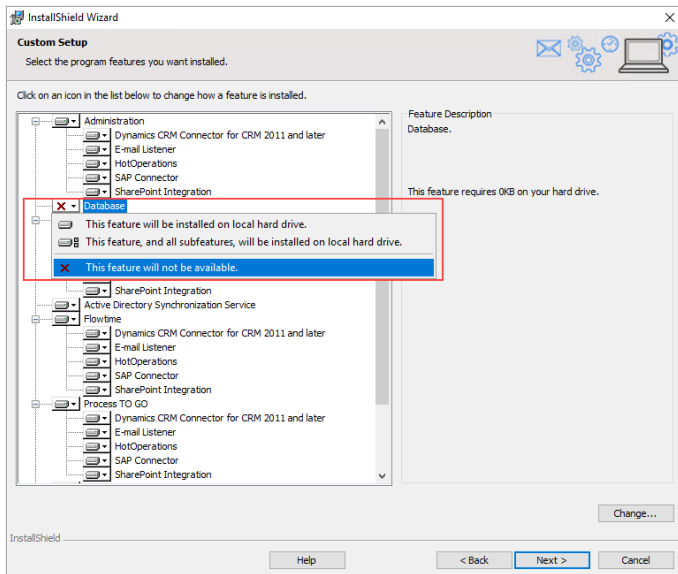 InstallShield Wizard
Custom Setup
Select the program features you want installed.
Click on an icon in the list below to change how a feature is installed.
Administration
Dynamics CRM Connector for CRM 2011 and later
E-mail Listener
HotOperations
SAP Connector
SharePoint Integration
Database
This feature will be installed on local hard drive.
This feature, and all subfeatures, will be installed on local hard drive.
This feature will not be available.
SharePoint Integration
Active Directory Synchronization Service
Flowtime
Dynamics CRM Connector for CRM 2011 and later
E-mail Listener
HotOperations
SAP Connector
SharePoint Integration
Process TO GO
Dynamics CRM Connector for CRM 2011 and later
E-mail Listener
HotOperations
SAP Connector
SharePoint Integration
Feature Description
Database.
This feature requires 0KB on your hard drive.
Change...
InstallShield
Help
< Back
Next >
Cancel